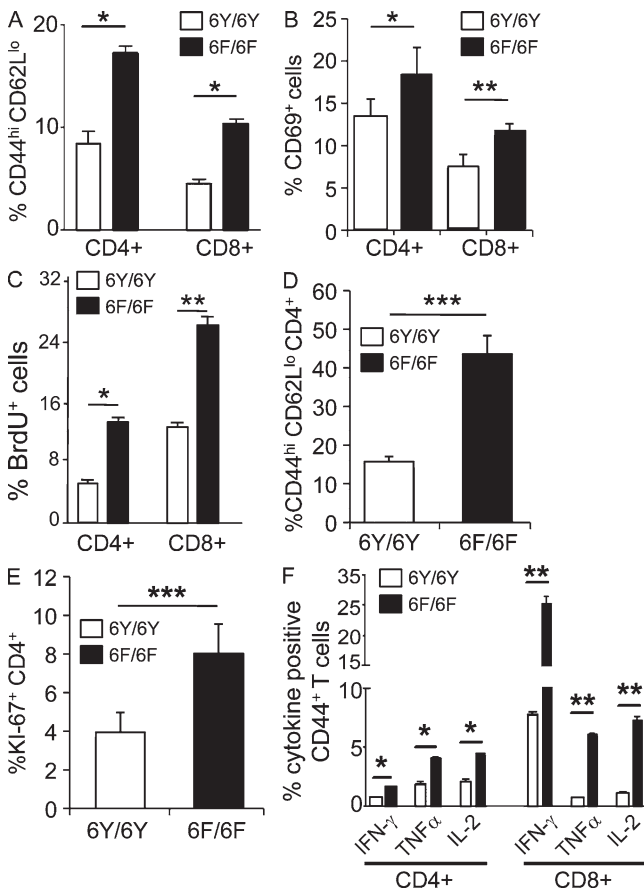 A
6Y/6Y
6F/6F
% CD44hi CD62Llo
20
10
0
*
*
CD4+ CD8+
B
6Y/6Y
6F/6F
% CD69+ cells
25
20
15
10
5
0
*
**
CD4+ CD8+
C
6Y/6Y
6F/6F
% BrdU+ cells
32
26
16
8
0
*
**
CD4+ CD8+
D
***
6Y/6Y
6F/6F
%CD44hi CD62Llo CD4+
60
50
40
30
20
10
0
6Y/6Y 6F/6F
E
***
6Y/6Y
6F/6F
%KI-67+ CD4+
12
10
8
6
4
2
0
6Y/6Y 6F/6F
F
6Y/6Y
6F/6F
% cytokine positive
CD44+ T cells
35
25
15
10
5
0
*
*
*
**
**
**
IFN-γ TNFα IL-2 IFN-γ TNFα IL-2
CD4+ CD8+